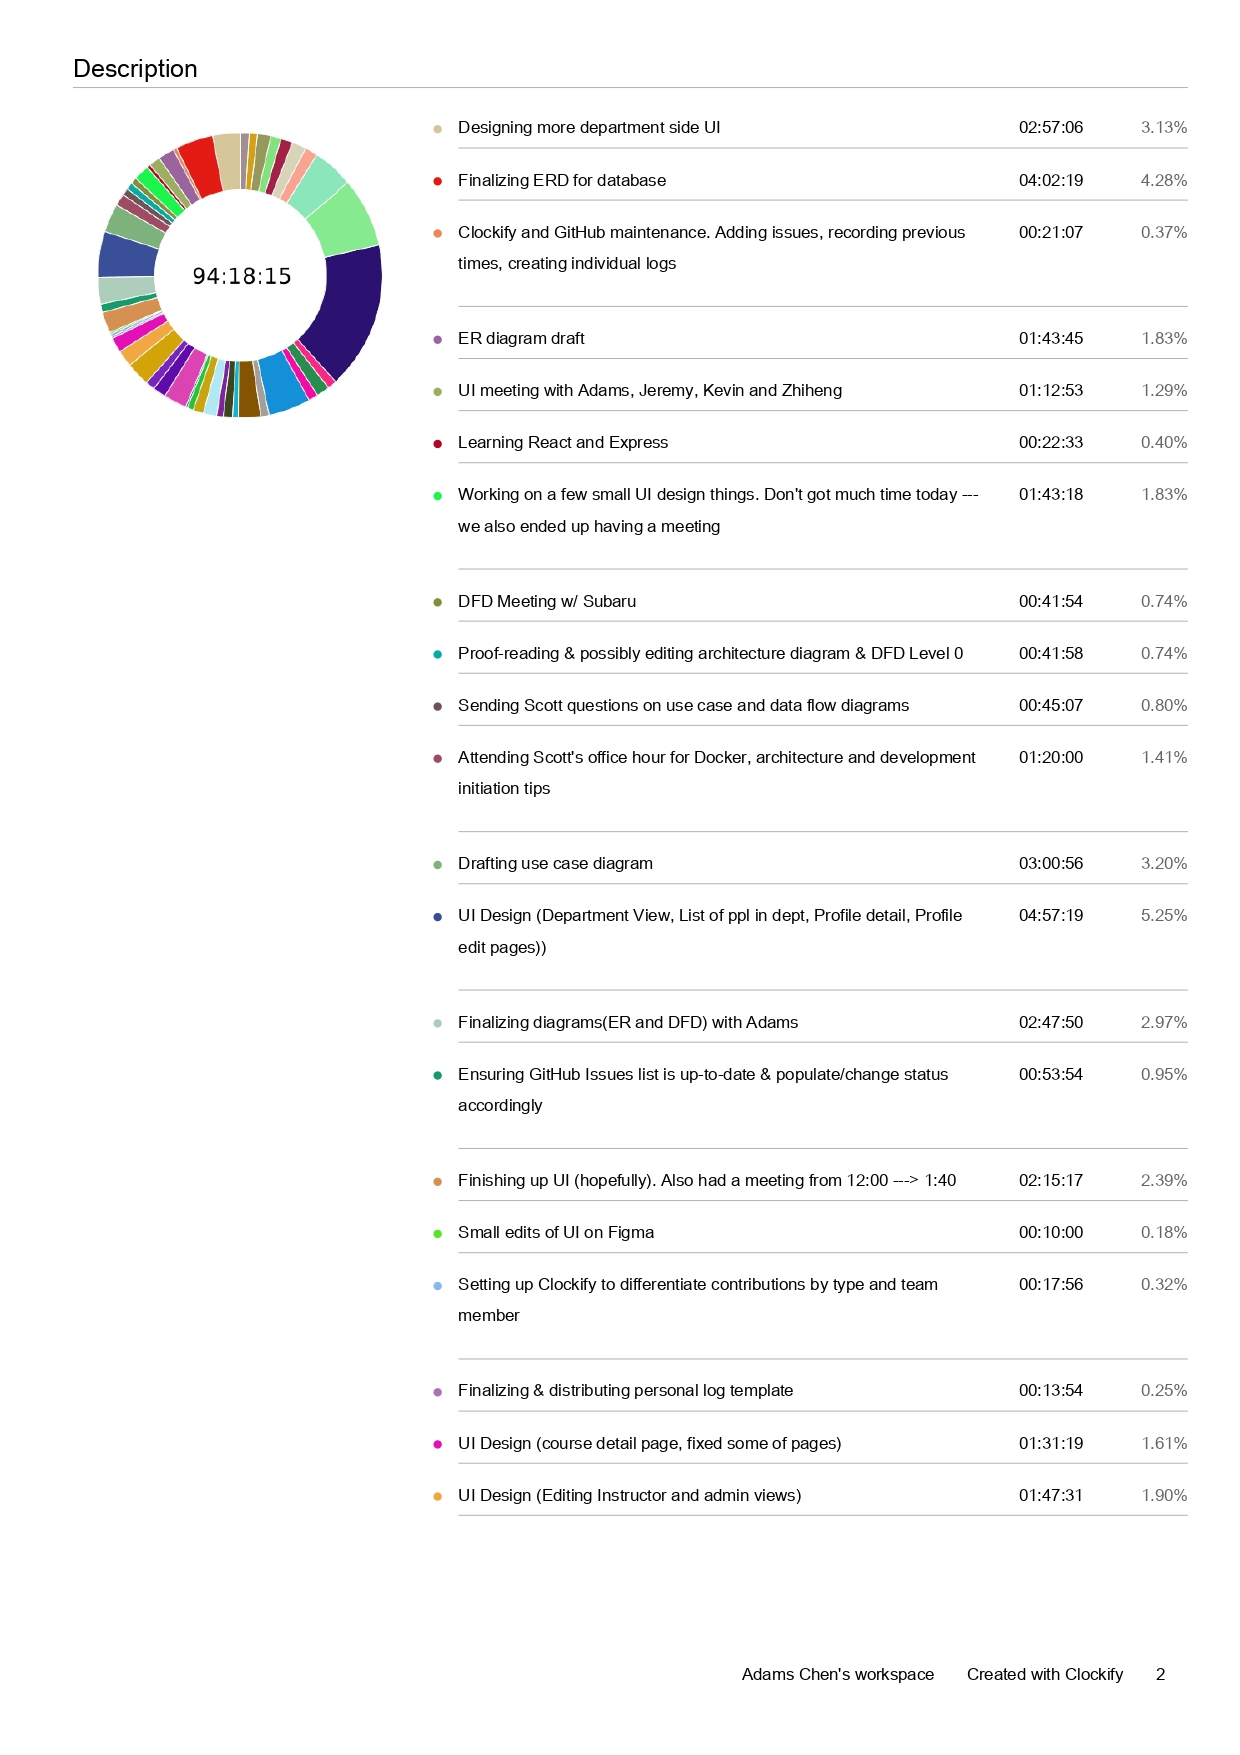 Description
94:18:15
Designing more department side UI 02:57:06 3.13%
Finalizing ERD for database 04:02:19 4.28%
Clockify and GitHub maintenance. Adding issues, recording previous 00:21:07 0.37%
times, creating individual logs
ER diagram draft 01:43:45 1.83%
UI meeting with Adams, Jeremy, Kevin and Zhiheng 01:12:53 1.29%
Learning React and Express 00:22:33 0.40%
Working on a few small UI design things. Don't got much time today --- 01:43:18 1.83%
we also ended up having a meeting
DFD Meeting w/ Subaru 00:41:54 0.74%
Proof-reading & possibly editing architecture diagram & DFD Level 0 00:41:58 0.74%
Sending Scott questions on use case and data flow diagrams 00:45:07 0.80%
Attending Scott's office hour for Docker, architecture and development 01:20:00 1.41%
initiation tips
Drafting use case diagram 03:00:56 3.20%
UI Design (Department View, List of ppl in dept, Profile detail, Profile 04:57:19 5.25%
edit pages))
Finalizing diagrams(ER and DFD) with Adams 02:47:50 2.97%
Ensuring GitHub Issues list is up-to-date & populate/change status 00:53:54 0.95%
accordingly
Finishing up UI (hopefully). Also had a meeting from 12:00 ---> 1:40 02:15:17 2.39%
Small edits of UI on Figma 00:10:00 0.18%
Setting up Clockify to differentiate contributions by type and team 00:17:56 0.32%
member
Finalizing & distributing personal log template 00:13:54 0.25%
UI Design (course detail page, fixed some of pages) 01:31:19 1.61%
UI Design (Editing Instructor and admin views) 01:47:31 1.90%
Adams Chen's workspace Created with Clockify 2